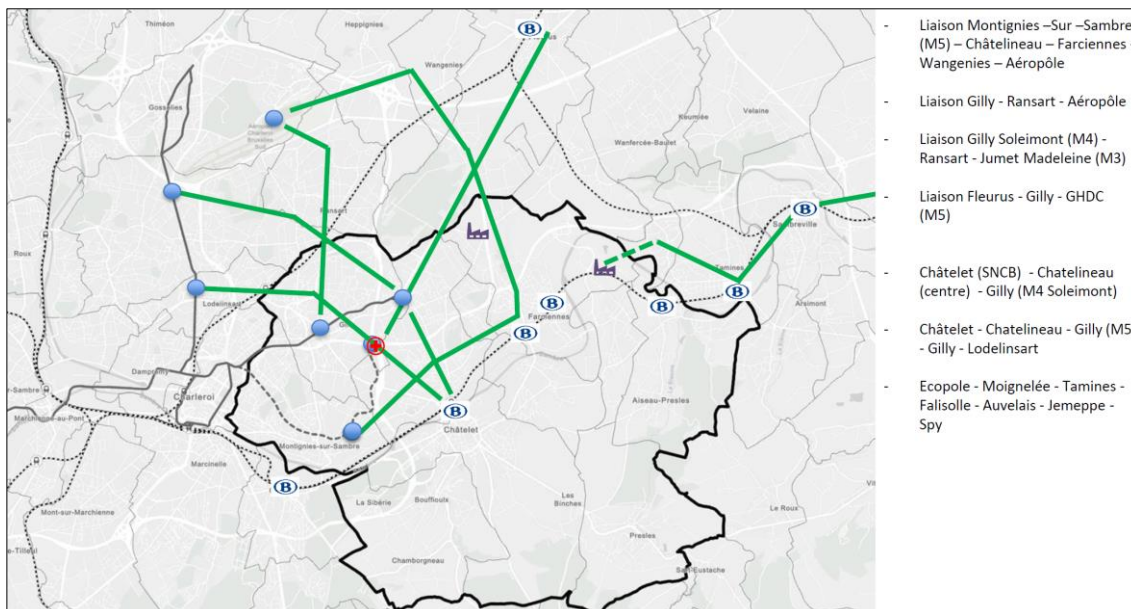 Thiméon
Heppignies
Wangenies
Gosselies
Velaine
Keumiée
Wanfercée-Baulet
Roux
Lodelinsart
Sambreville
Tamines
Arsimont
Farciennes
Dampremy
Charleroi
Aiseau-Presles
Châtelet
Montignies-sur-Sambre
Marcinelle
La Sibérie
Bouffioulx
Les Binches
Mont-sur-Marchienne
Le Roux
Presles
Chamborgneau
B
B
B
B
B
B
B
B
- Liaison Montignies –Sur –Sambre
(M5) – Châtelineau – Farciennes -
Wangenies – Aéropôle
- Liaison Gilly - Ransart - Aéropôle
- Liaison Gilly Soleimont (M4) -
Ransart - Jumet Madeleine (M3)
- Liaison Fleurus - Gilly - GHDC
(M5)
- Châtelet (SNCB) - Chatelineau
(centre) - Gilly (M4 Soleimont)
- Châtelet - Chatelineau - Gilly (M5
- Gilly - Lodelinsart
- Ecopole - Moignelée - Tamines -
Falisolle - Auvelais - Jemeppe -
Spy